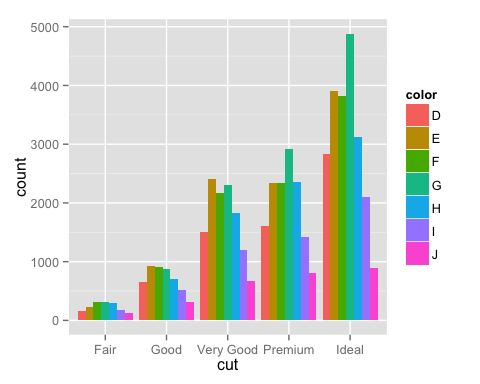 5000
4000
3000
2000
1000
0
count
Fair Good Very Good Premium Ideal
cut
color
D
E
F
G
H
I
J